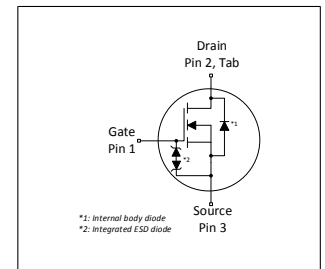 Drain
Pin 2, Tab
*1
Gate
Pin 1
*2
*1: Internal body diode
*2: Integrated ESD diode
Source
Pin 3